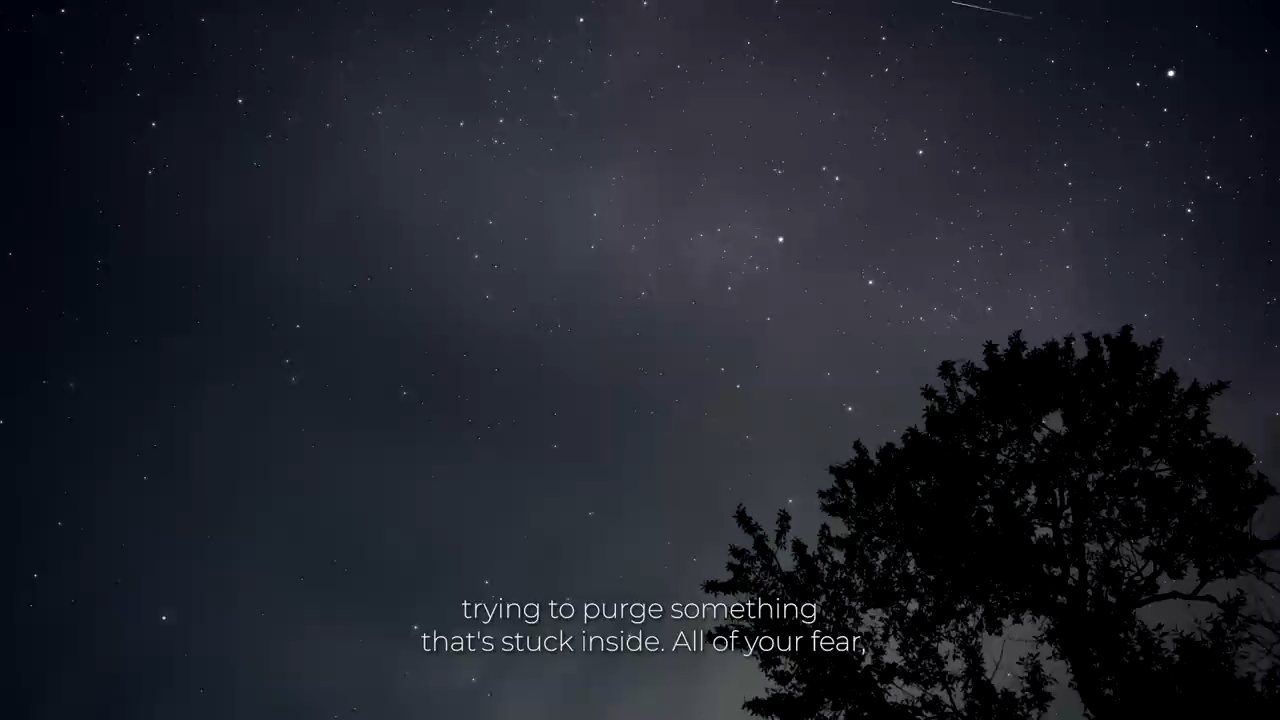 trying to purge something
that's stuck inside. All of your fear,